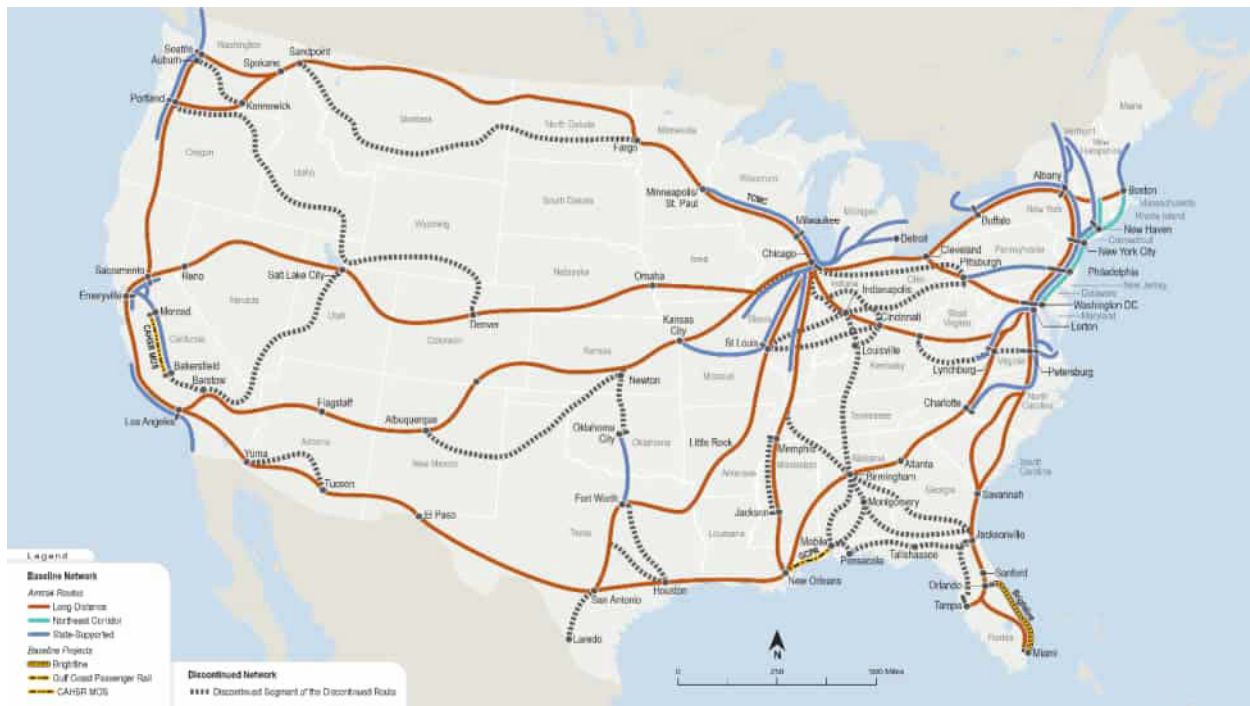 Seattle
Washington
Sandpoint
Auburn
Spokane
Portland
Kennewick
Montana
North Dakota
Minnesota
Fargo
Maine
Vermont
New
Hampshire
Oregon
Idaho
South Dakota
Minneapolis/
St. Paul
TCMC
Wisconsin
Milwaukee
Michigan
Detroit
Chicago
Albany
Boston
Massachusetts
Rhode Island
New York
Buffalo
New Haven
Connecticut
New York City
Wyoming
Iowa
Cleveland
Pennsylvania
Pittsburgh
Philadelphia
New Jersey
Sacramento
Reno
Salt Lake City
Nebraska
Omaha
Indiana
Indianapolis
Ohio
Delaware
Washington DC
Maryland
Lorton
Emeryville
Merced
Nevada
Utah
Denver
Colorado
Kansas
City
Illinois
Cincinnati
West
Virginia
CAHSR MOS
California
Bakersfield
Barstow
Kansas
St Louis
Missouri
Louisville
Kentucky
Virginia
Lynchburg
Petersburg
Newton
Los Angeles
Flagstaff
Albuquerque
Charlotte
North
Carolina
Tennessee
Oklahoma
City
Oklahoma
Little Rock
Memphis
Arizona
New Mexico
Yuma
Tucson
Arkansas
Mississippi
Alabama
Atlanta
Birmingham
Georgia
South
Carolina
Savannah
Fort Worth
Montgomery
Jackson
El Paso
Texas
Louisiana
Mobile
GCPR
Pensacola
Tallahassee
Jacksonville
New Orleans
Sanford
Orlando
Houston
San Antonio
Tampa
Brightline
Laredo
Florida
Miami
Legend
Baseline Network
Amtrak Routes
Long-Distance
Northeast Corridor
State-Supported
Baseline Projects
Brightline
Gulf Coast Passenger Rail
CAHSR MOS
Discontinued Network
Discontinued Segment of the Discontinued Route
N
0 250 500 Miles